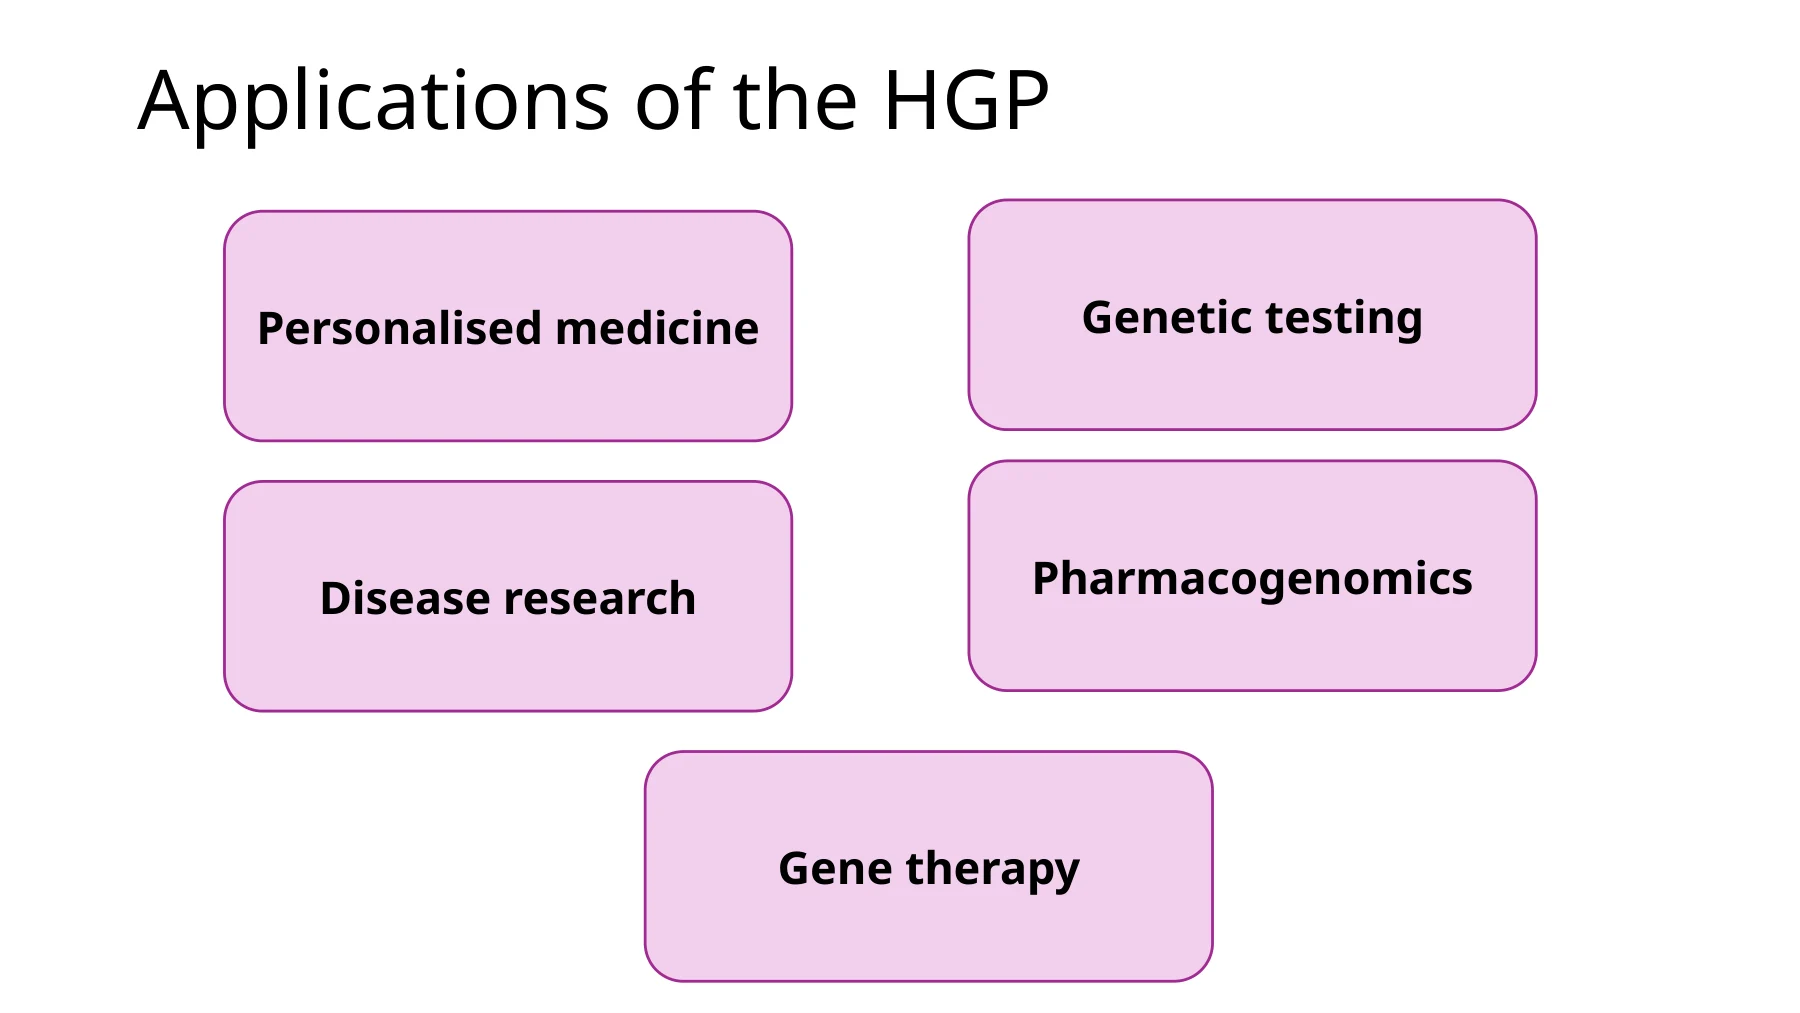 Applications of the HGP
Personalised medicine
Genetic testing
Disease research
Pharmacogenomics
Gene therapy